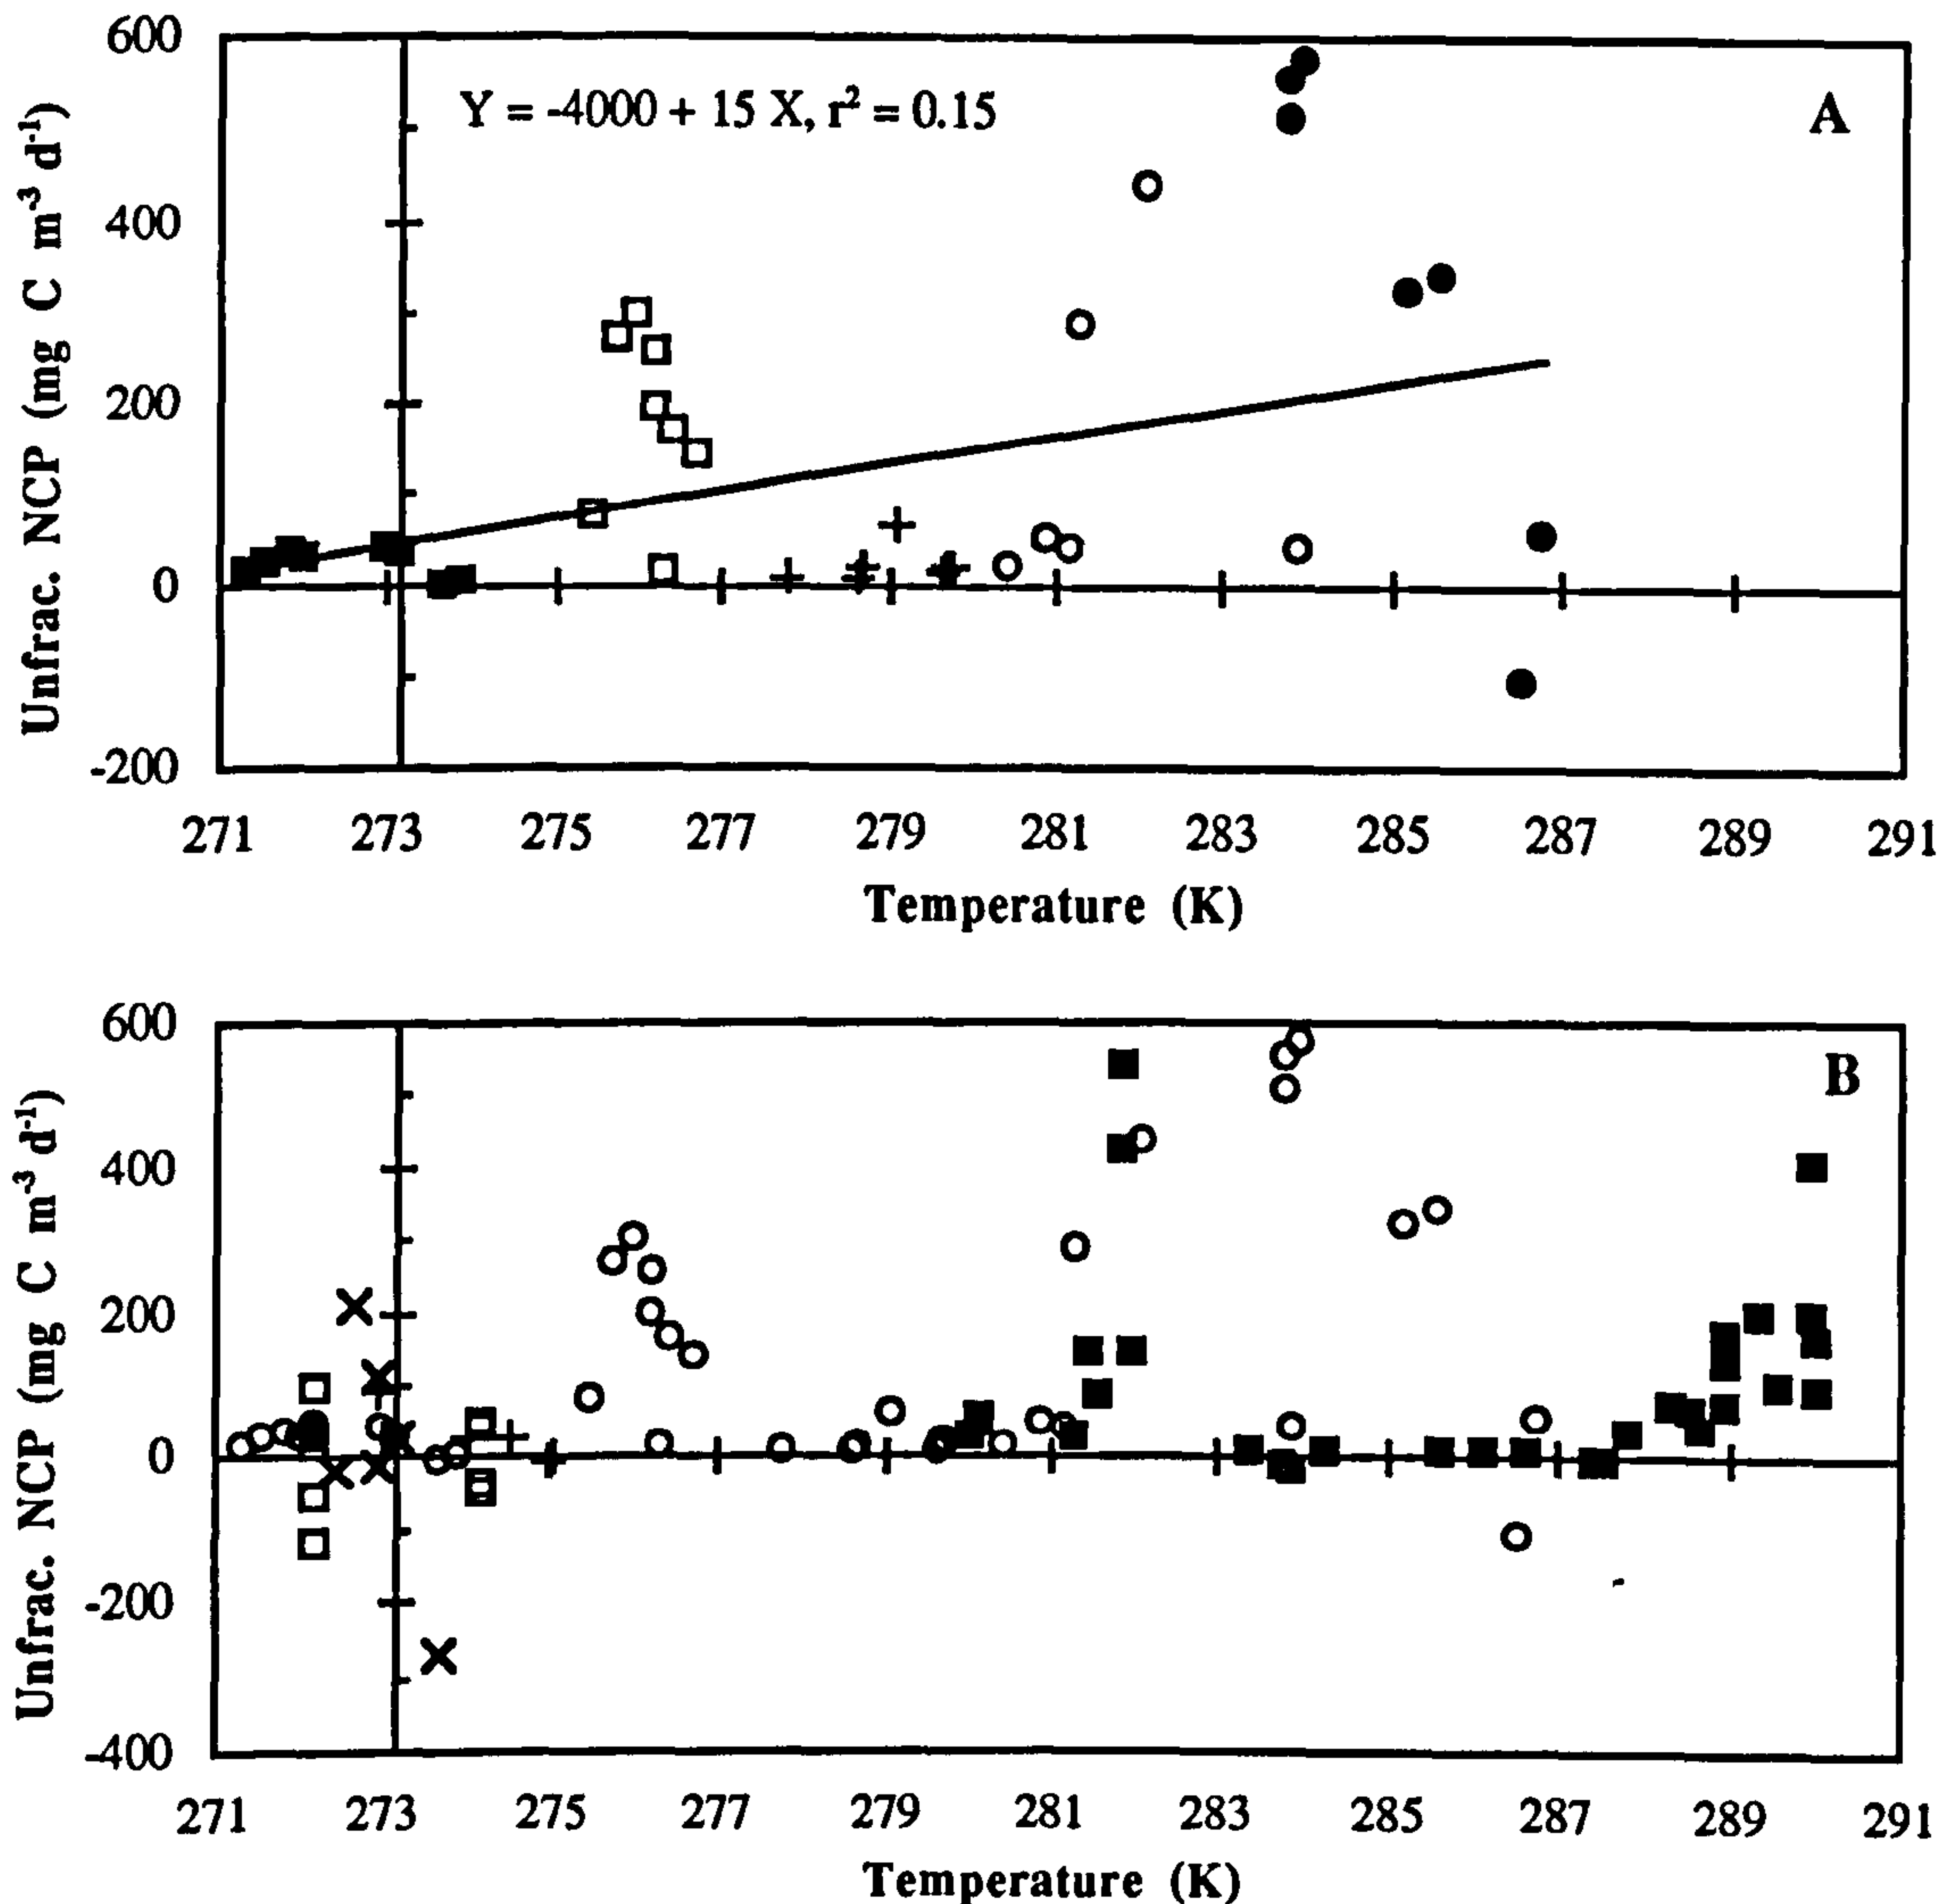 600
400
200
0
-200
Unfrac. NCP (mg C m⁻³ d⁻¹)
Y = -4000 + 15 X, r² = 0.15
A
271 273 275 277 279 281 283 285 287 289 291
Temperature (K)
600
400
200
0
-200
-400
Unfrac. NCP (mg C m⁻³ d⁻¹)
B
271 273 275 277 279 281 283 285 287 289 291
Temperature (K)